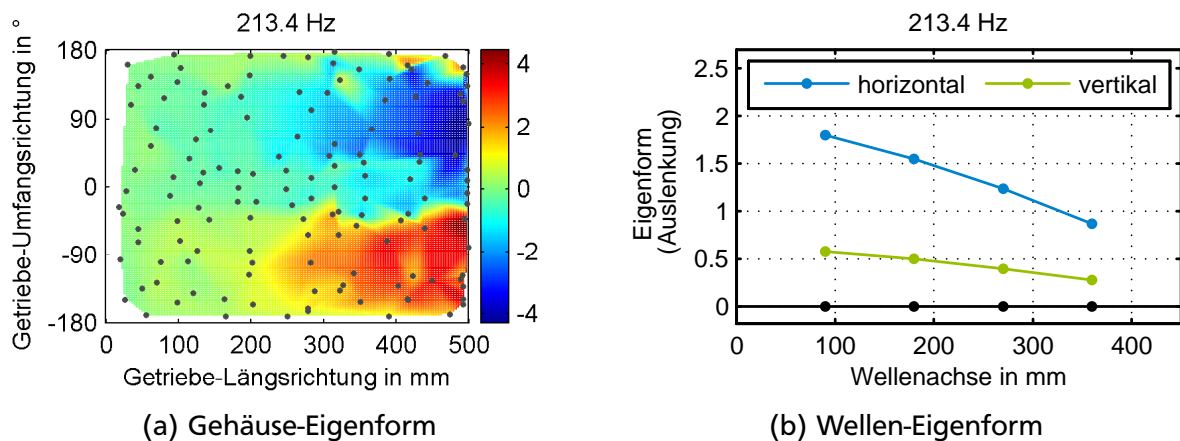 213.4 Hz
Getriebe-Umfangsrichtung in °
180
90
0
-90
-180
0 100 200 300 400 500
Getriebe-Längsrichtung in mm
4
2
0
-2
-4
(a) Gehäuse-Eigenform
213.4 Hz
Eigenform
(Auslenkung)
2.5
2
1.5
1
0.5
0
horizontal vertikal
0 100 200 300 400
Wellenachse in mm
(b) Wellen-Eigenform